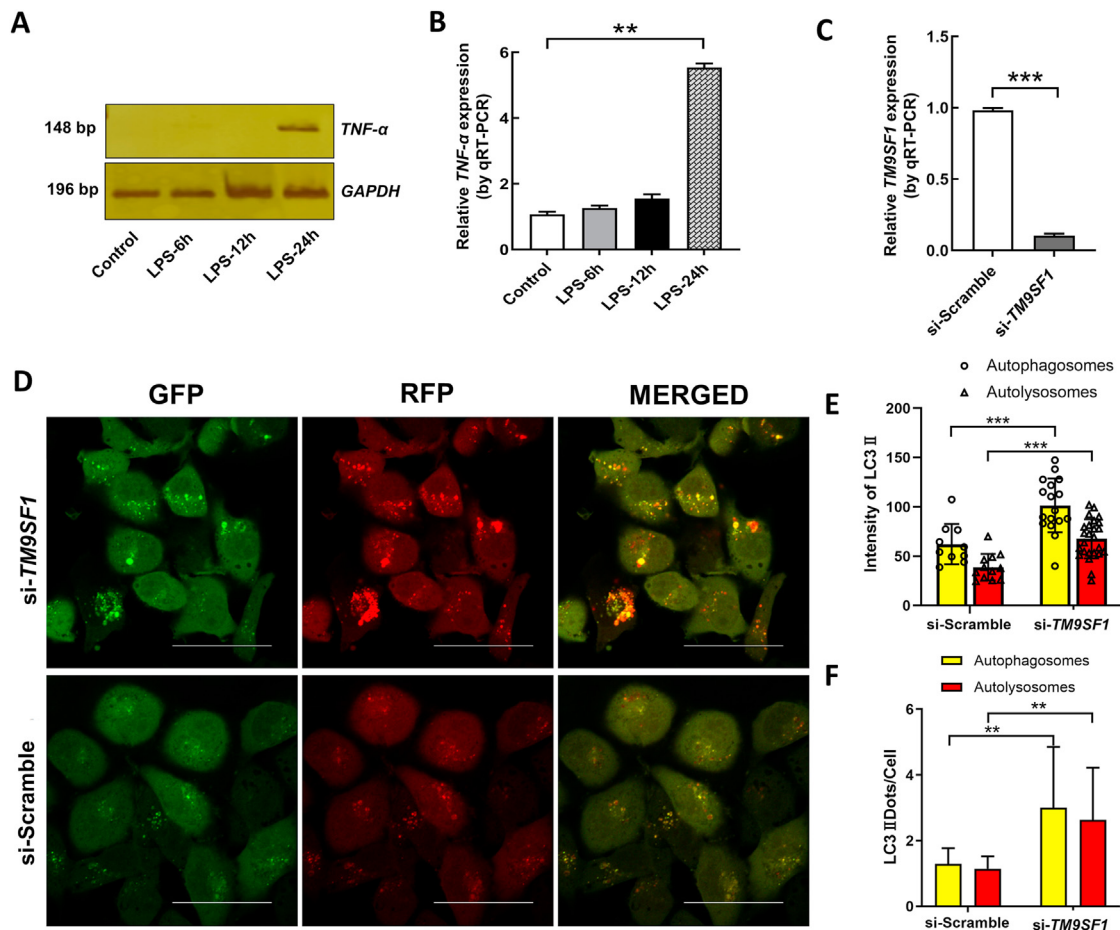 A
148 bp
TNF-α
196 bp
GAPDH
Control
LPS-6h
LPS-12h
LPS-24h
B
Relative TNF-α expression
(by qRT-PCR)
6
4
2
0
**
Control
LPS-6h
LPS-12h
LPS-24h
C
Relative TM9SF1 expression
(by qRT-PCR)
1.5
1.0
0.5
0.0
***
si-Scramble
si-TM9SF1
D
GFP
RFP
MERGED
si-TM9SF1
si-Scramble
E
Autophagosomes
Autolysosomes
Intensity of LC3 II
200
150
100
50
0
***
***
si-Scramble
si-TM9SF1
F
Autophagosomes
Autolysosomes
LC3 IIDots/Cell
6
4
2
0
**
**
si-Scramble
si-TM9SF1